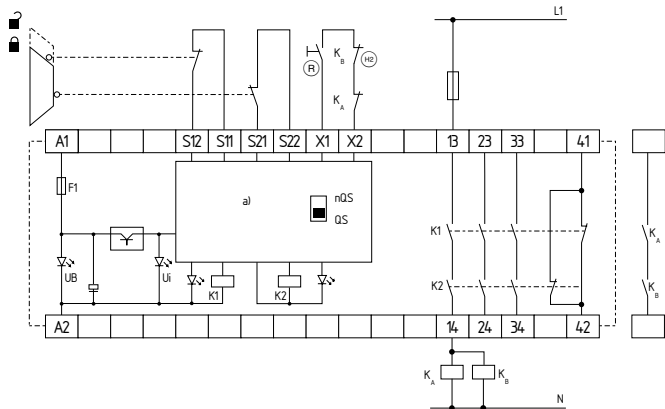 L1
K B
H2
R
K A
A1 S12 S11 S21 S22 X1 X2 13 23 33 41
F1
a)
nQS
QS
K1
K A
UB
Ui
K1
K2
K2
K B
A2 14 24 34 42
K A
K B
N